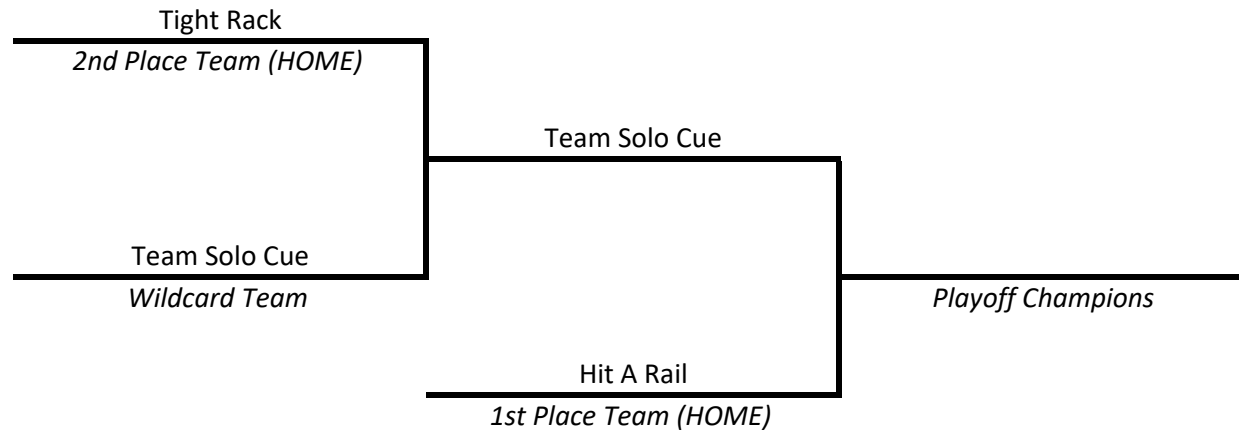 Tight Rack
2nd Place Team (HOME)
Team Solo Cue
Team Solo Cue
Wildcard Team
Playoff Champions
Hit A Rail
1st Place Team (HOME)